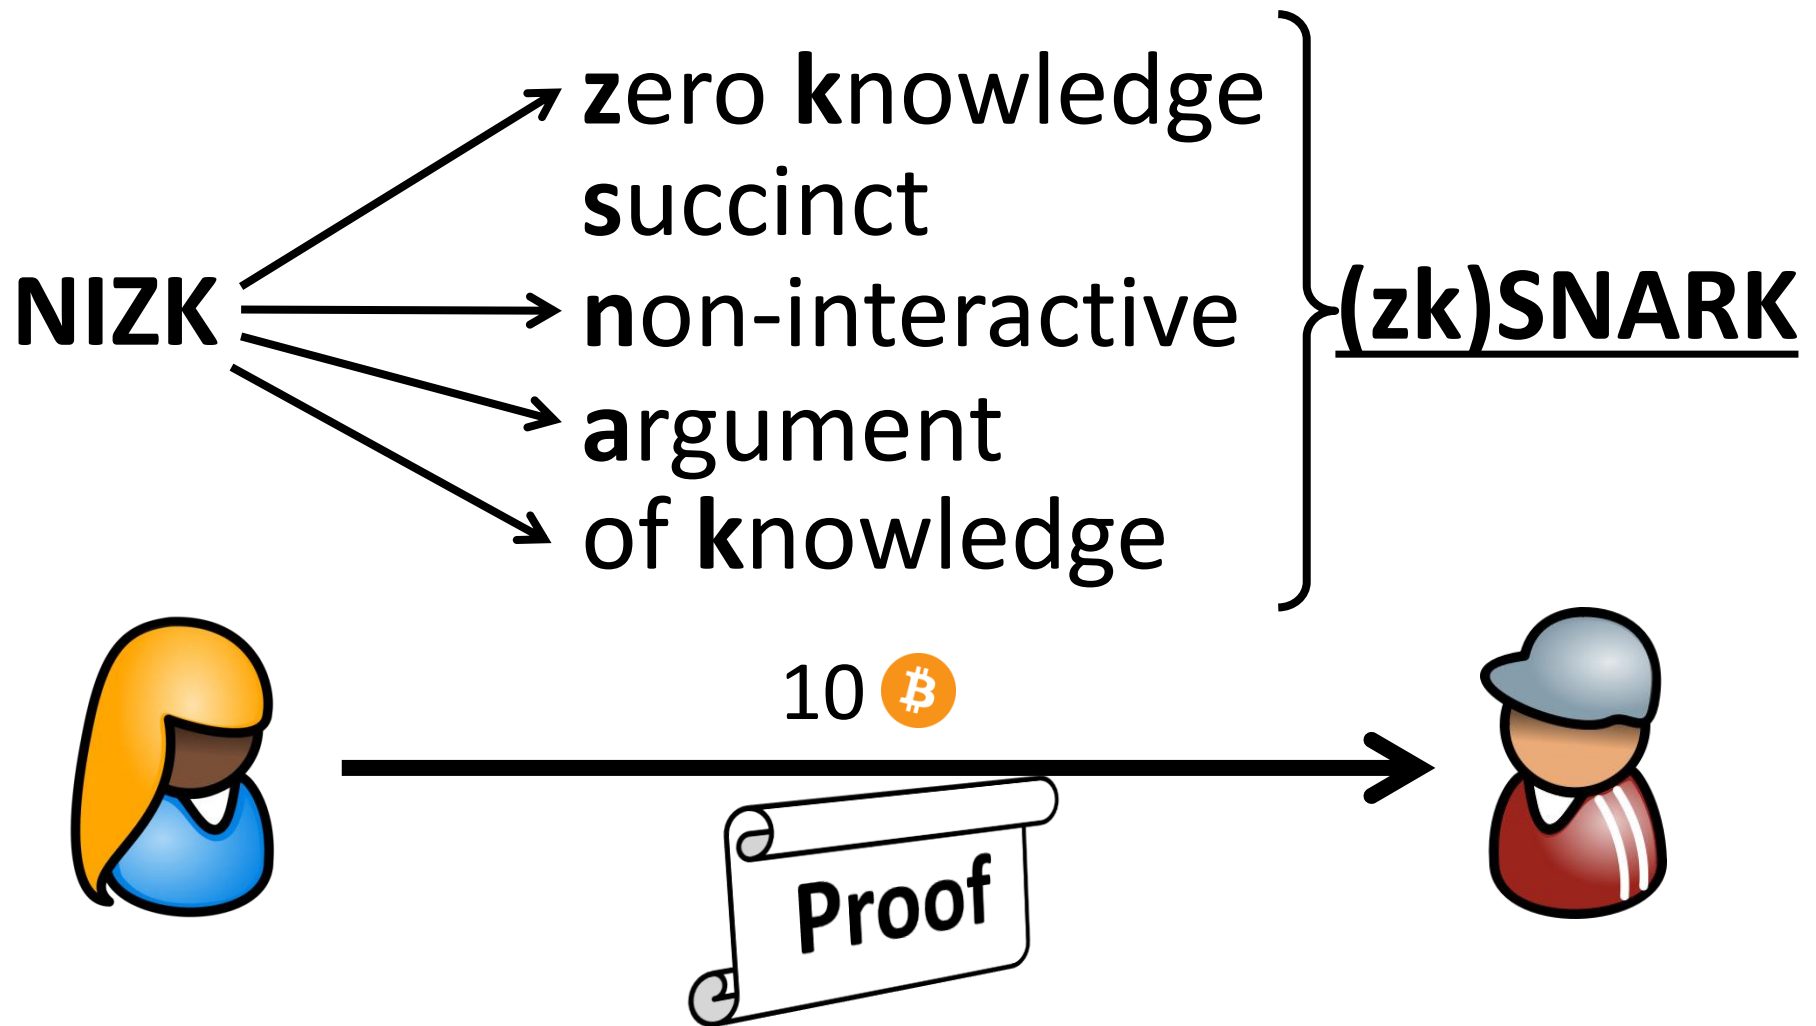 zero knowledge
succinct
NIZK
non-interactive
(zk)SNARK
argument
of knowledge
10 ₿
Proof